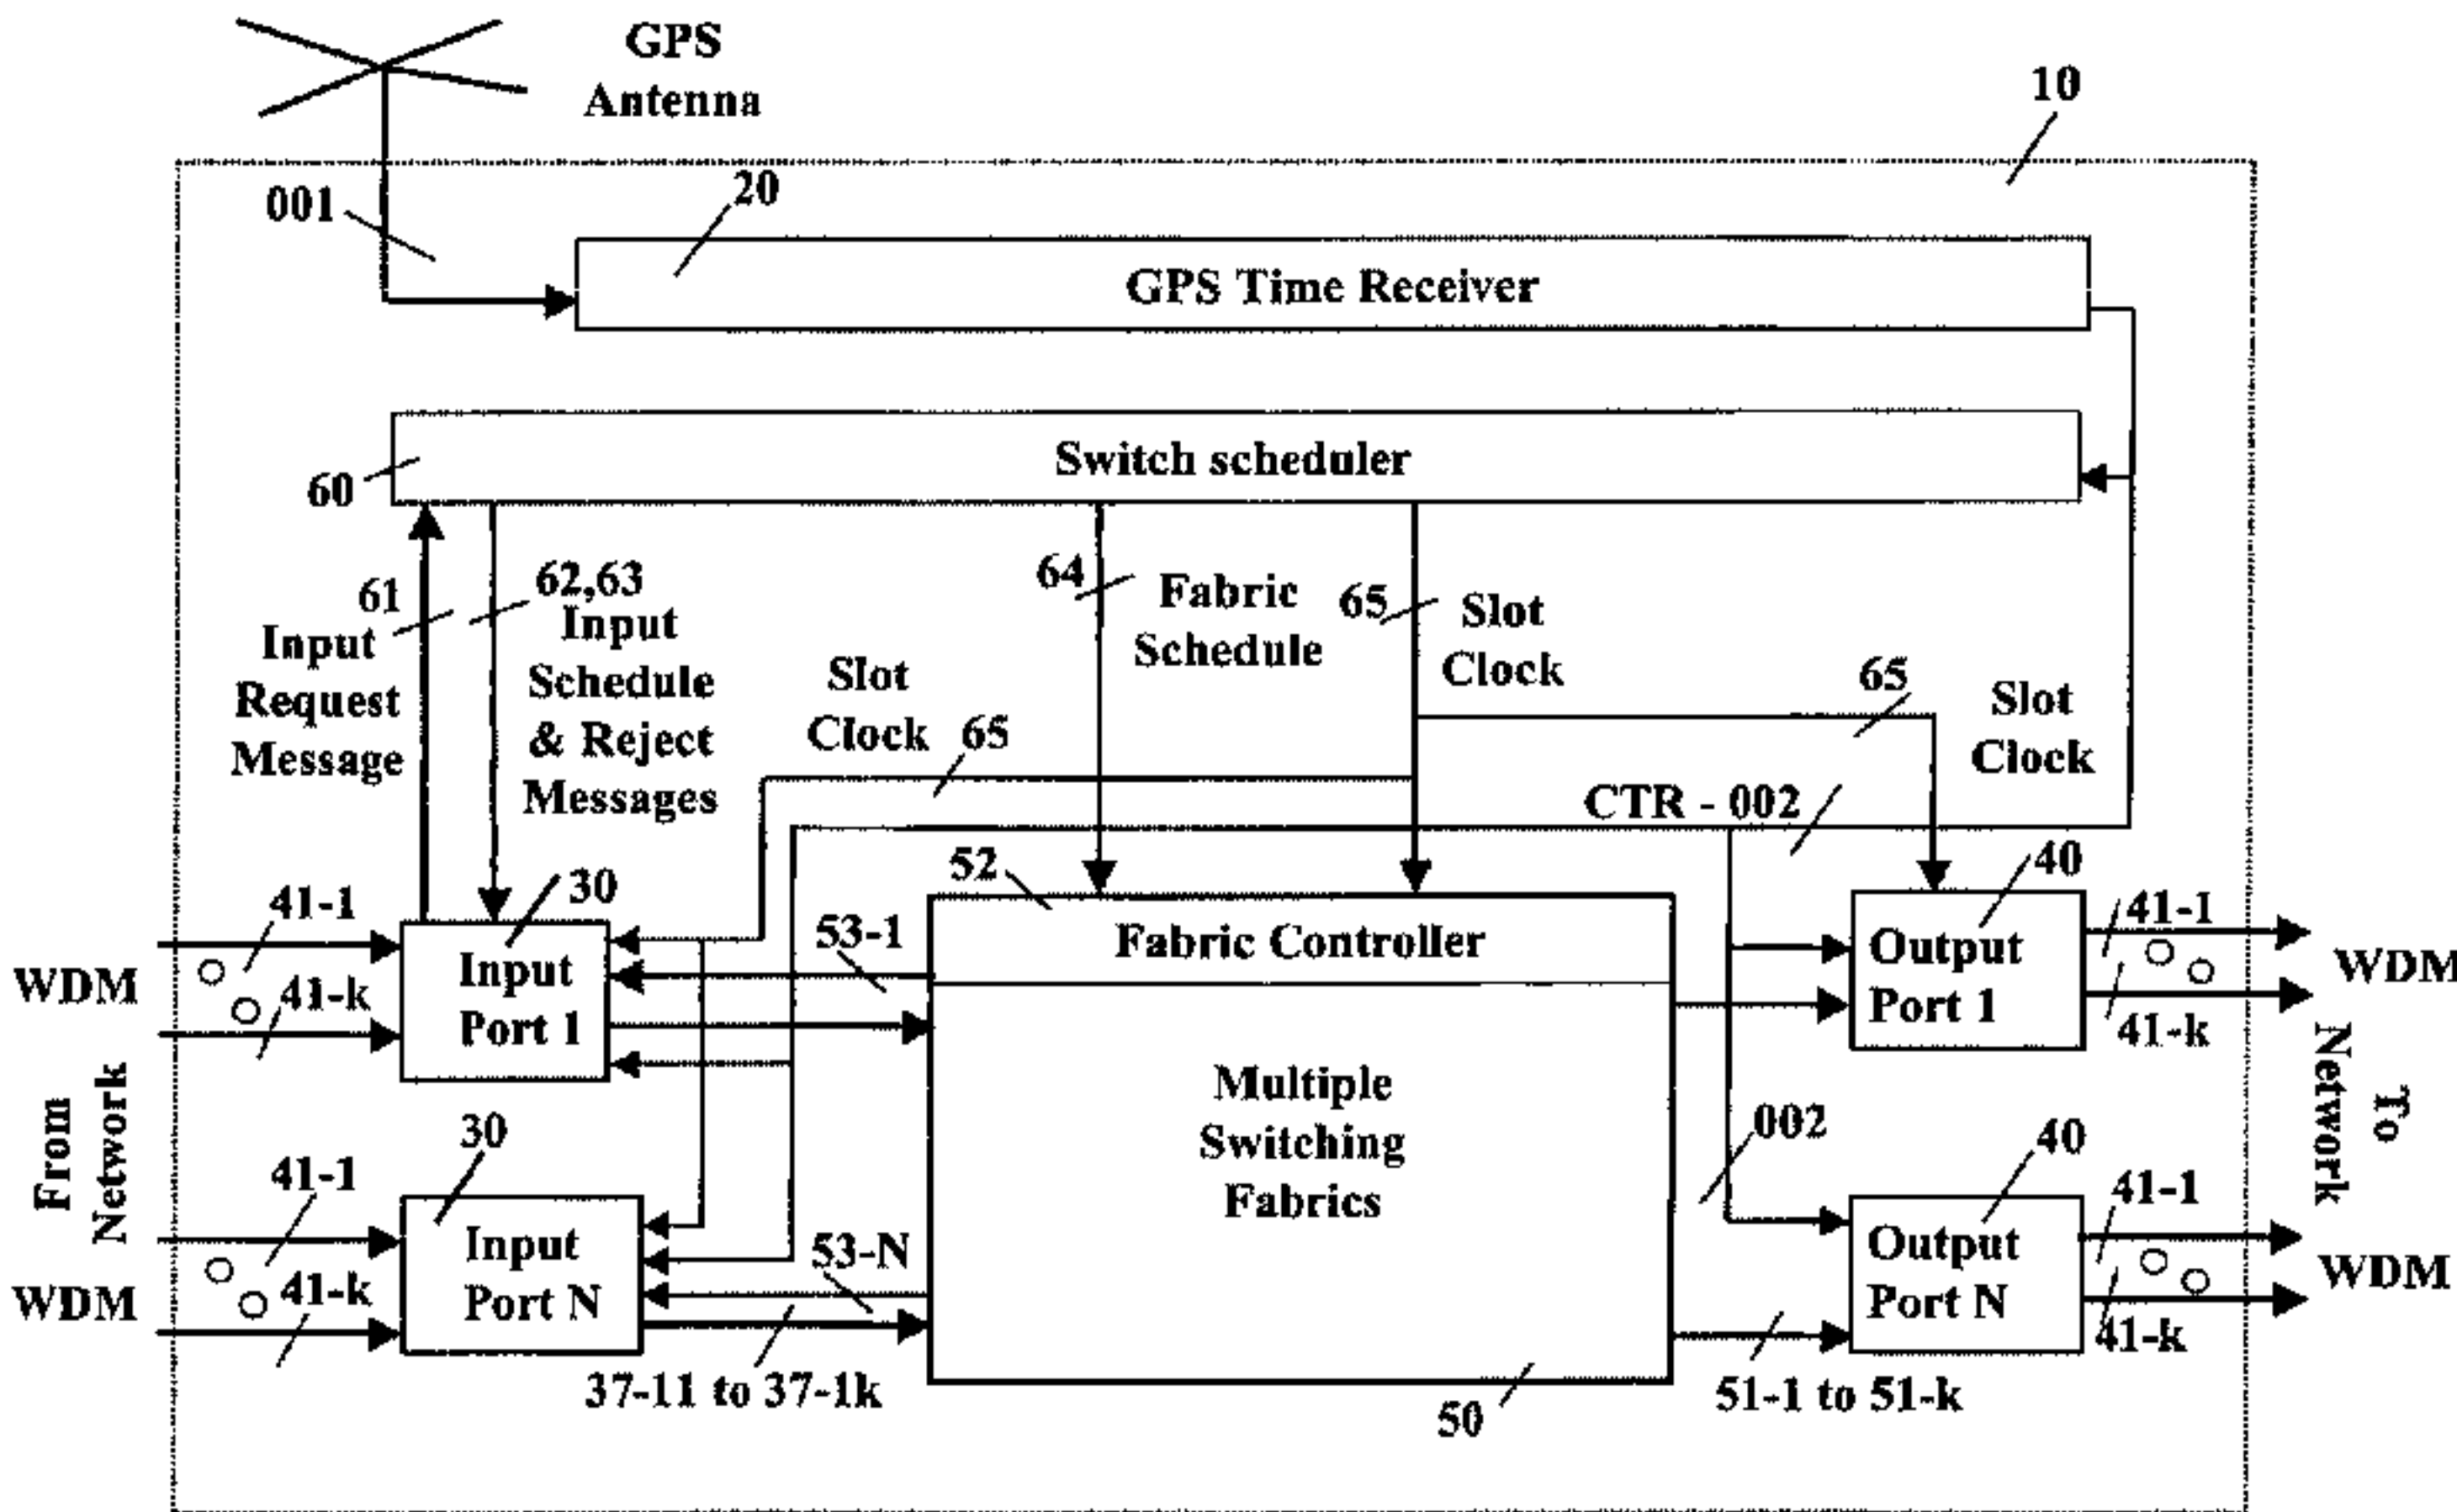 GPS
Antenna
10
001
20
GPS Time Receiver
Switch scheduler
60
61
Input
Request
Message
62,63
Input
Schedule
& Reject
Messages
64
Fabric
Schedule
65
Slot
Clock
Slot
Clock
65
65
Slot
Clock
CTR - 002
41-1
41-k
WDM
30
Input
Port 1
53-1
52
Fabric Controller
Multiple
Switching
Fabrics
50
40
Output
Port 1
41-1
41-k
WDM
From
Network
To
Network
30
Input
Port N
41-1
41-k
WDM
53-N
37-11 to 37-1k
002
40
Output
Port N
41-1
41-k
WDM
51-1 to 51-k